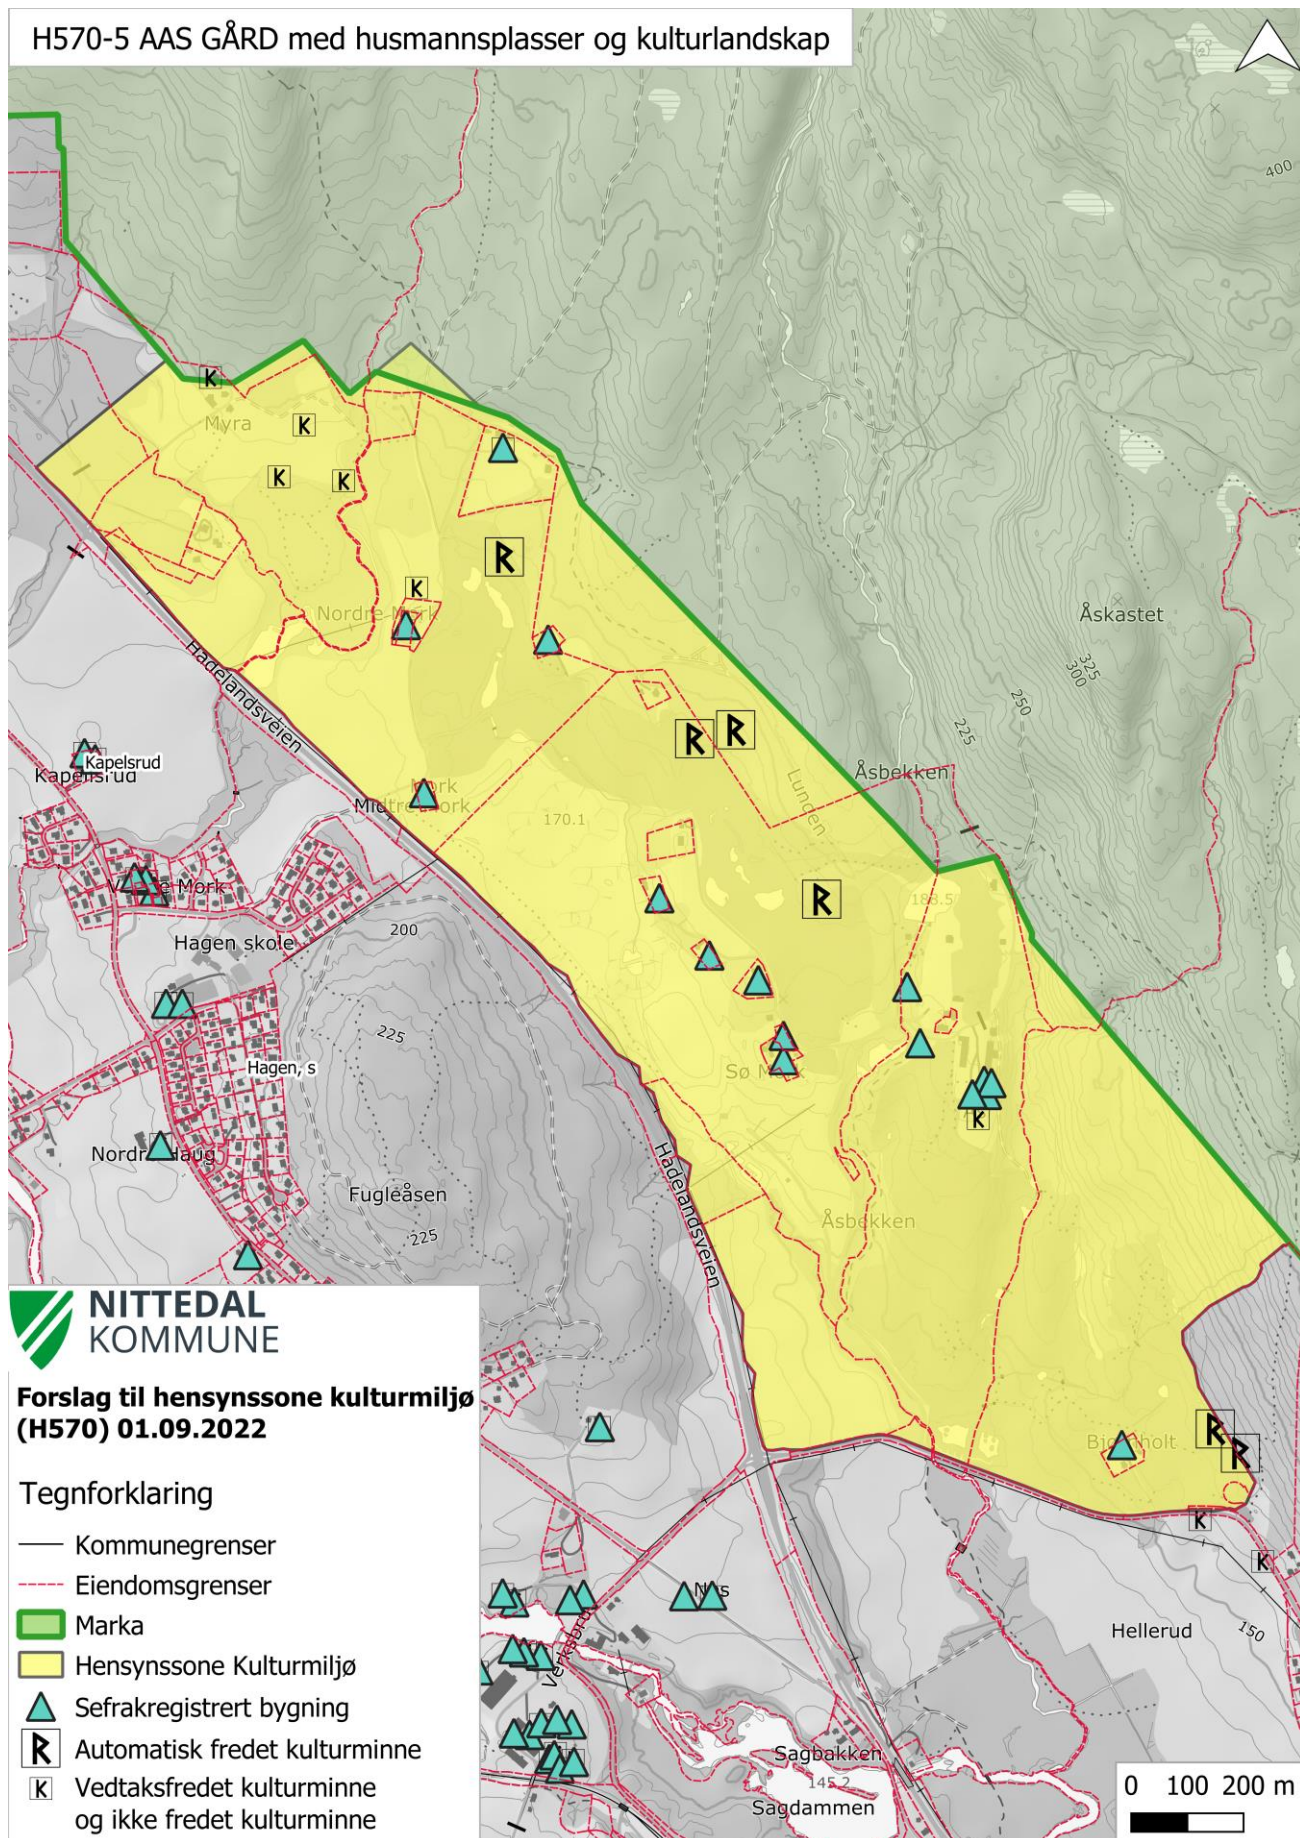 H570-5 AAS GÅRD med husmannsplasser og kulturlandskap
400
K
Myra
K
K
K
R
K
Nordre Mork
Åskastet
325
300
250
225
Hadelandsveien
R
R
Kapelsrud
Kapelsrud
Åsbekken
Lunden
Mork
Midtre Mork
170.1
R
188.5
Hagen skole
200
225
Hagen, s
Sø Mork
K
Hadelandsveien
Fugleåsen
Åsbekken
225
NITTEDAL
KOMMUNE
Forslag til hensynssone kulturmiljø
(H570) 01.09.2022
R
R
K
K
Tegnforklaring
Kommunegrenser
Eiendomsgrenser
Marka
Hensynssone Kulturmiljø
Sefrakregistrert bygning
R Automatisk fredet kulturminne
K Vedtaksfredet kulturminne
og ikke fredet kulturminne
Hellerud
150
Sagbakken
145.2
Sagdammen
0 100 200 m